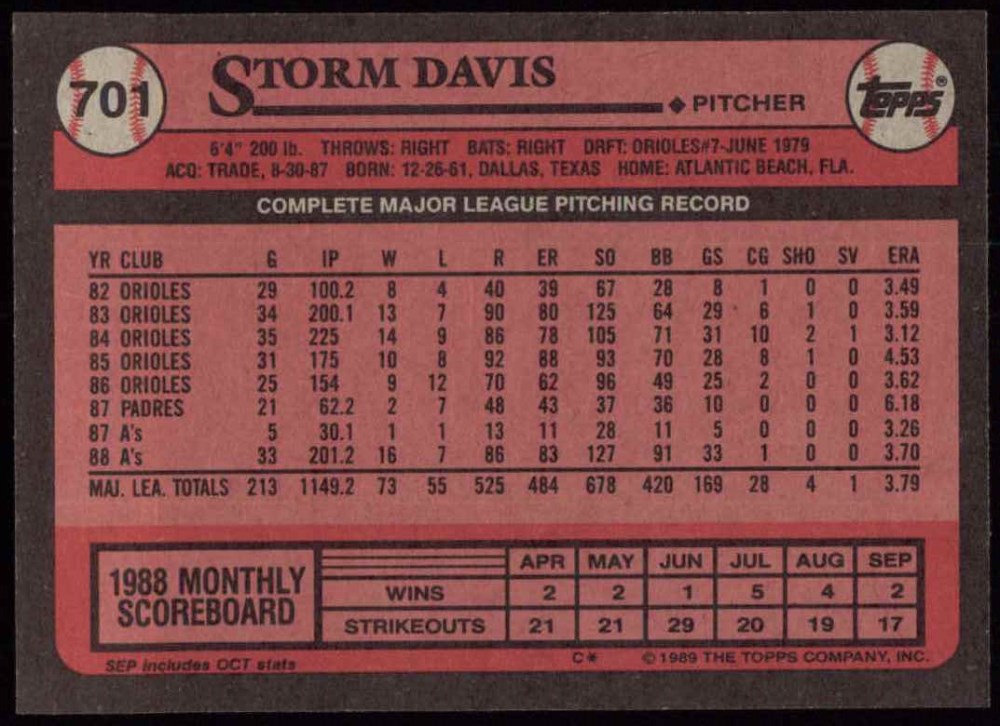 701
STORM DAVIS
◆ PITCHER
TOPPS®
6'4" 200 lb. THROWS: RIGHT BATS: RIGHT DRFT: ORIOLES#7-JUNE 1979
ACQ: TRADE, 8-30-87 BORN: 12-26-61, DALLAS, TEXAS HOME: ATLANTIC BEACH, FLA.
COMPLETE MAJOR LEAGUE PITCHING RECORD
YR CLUB G IP W L R ER SO BB GS CG SHO SV ERA
82 ORIOLES 29 100.2 8 4 40 39 67 28 8 1 0 0 3.49
83 ORIOLES 34 200.1 13 7 90 80 125 64 29 6 1 0 3.59
84 ORIOLES 35 225 14 9 86 78 105 71 31 10 2 1 3.12
85 ORIOLES 31 175 10 8 92 88 93 70 28 8 1 0 4.53
86 ORIOLES 25 154 9 12 70 62 96 49 25 2 0 0 3.62
87 PADRES 21 62.2 2 7 48 43 37 36 10 0 0 0 6.18
87 A's 5 30.1 1 1 13 11 28 11 5 0 0 0 3.26
88 A's 33 201.2 16 7 86 83 127 91 33 1 0 0 3.70
MAJ. LEA. TOTALS 213 1149.2 73 55 525 484 678 420 169 28 4 1 3.79
1988 MONTHLY SCOREBOARD
APR MAY JUN JUL AUG SEP
WINS 2 2 1 5 4 2
STRIKEOUTS 21 21 29 20 19 17
SEP includes OCT stats
C* © 1989 THE TOPPS COMPANY, INC.